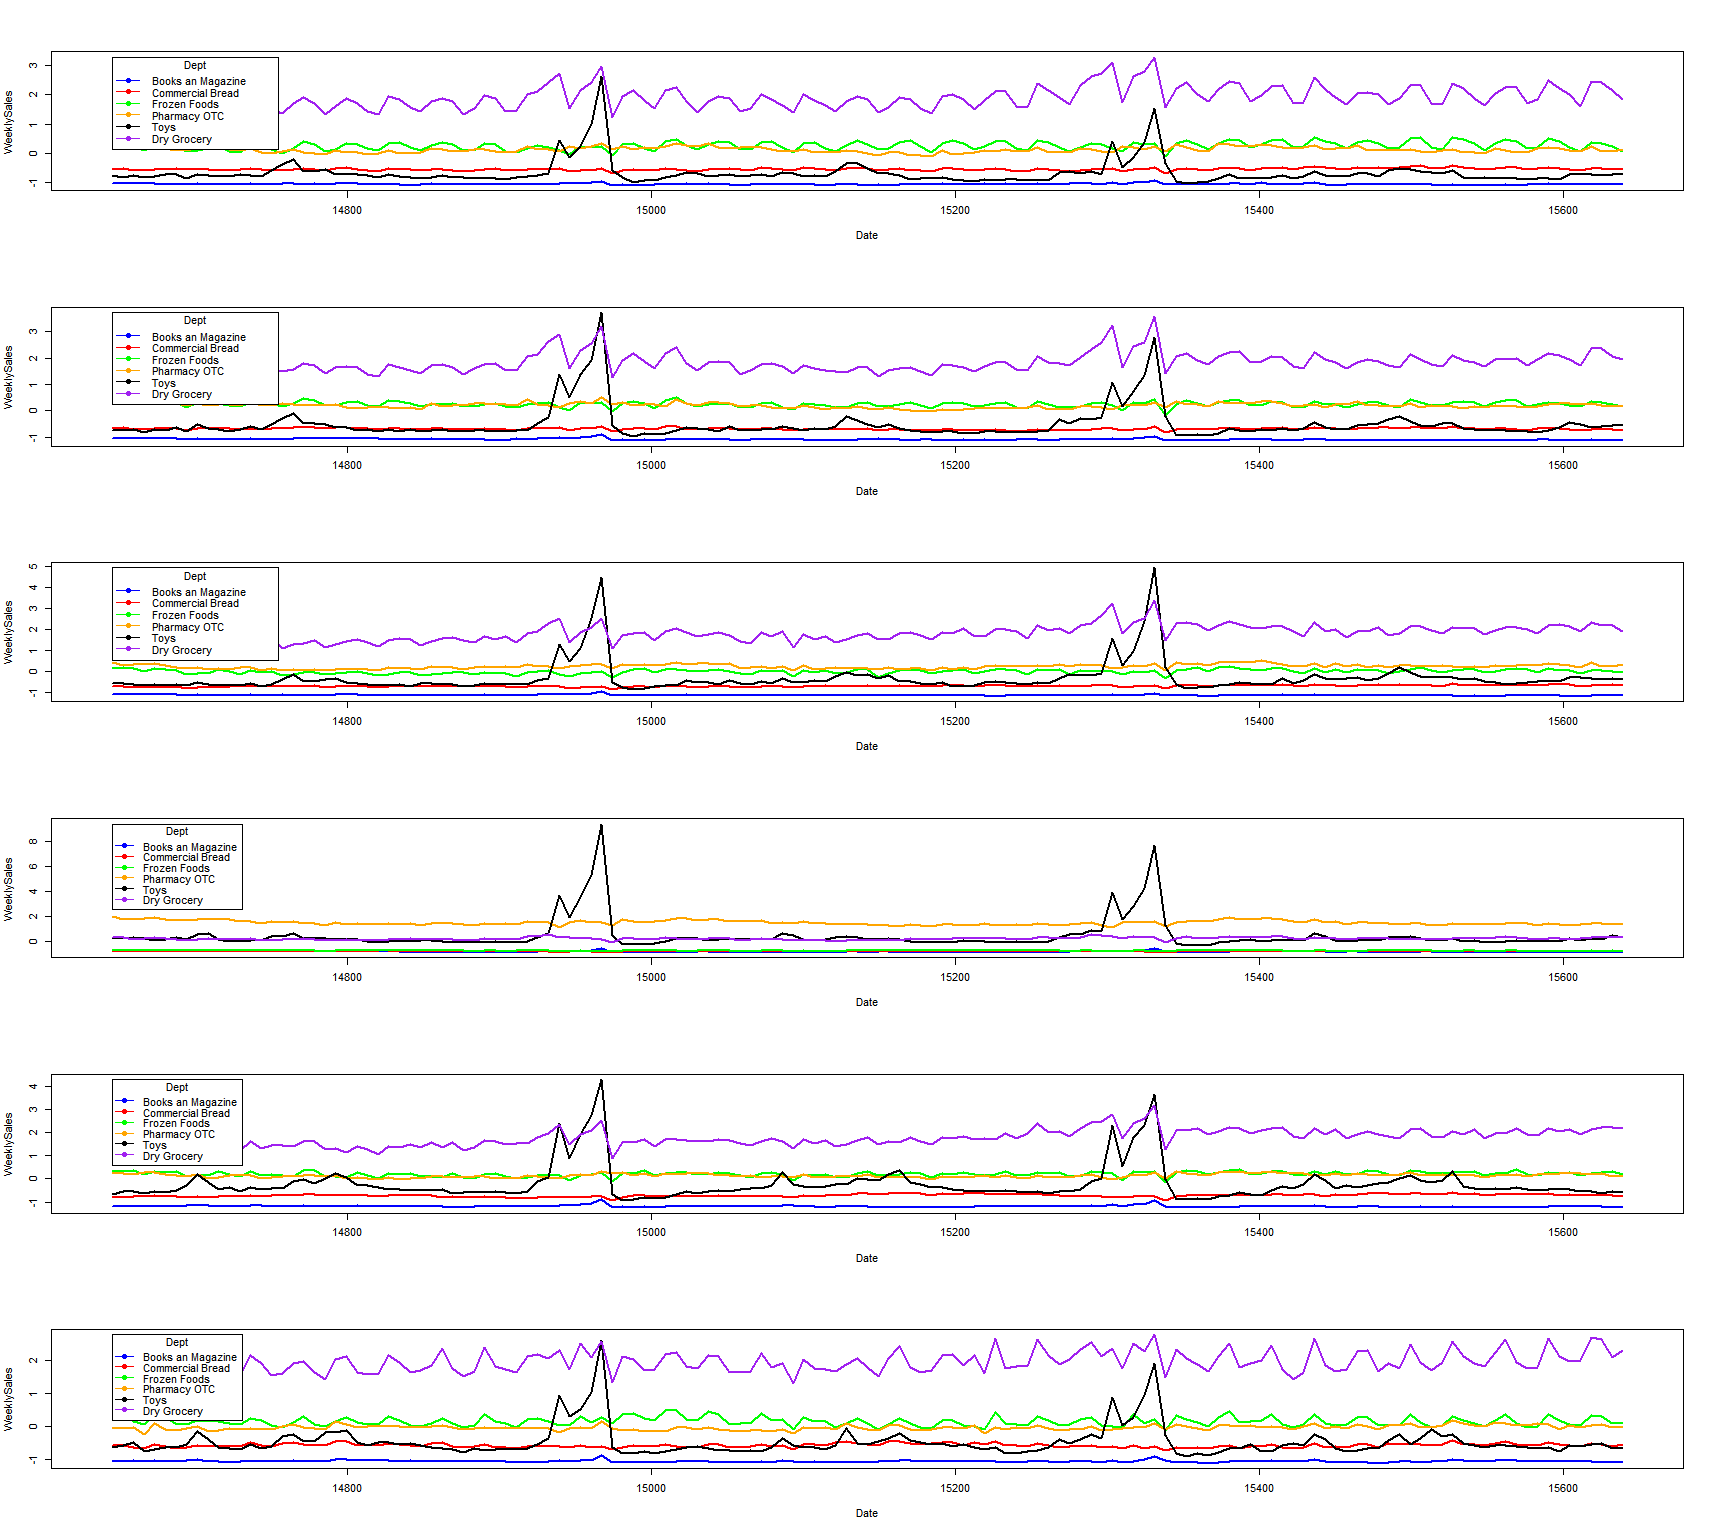 WeeklySales
3
2
1
0
-1
Dept
Books an Magazine
Commercial Bread
Frozen Foods
Pharmacy OTC
Toys
Dry Grocery
14800 15000 15200 15400 15600
Date
WeeklySales
3
2
1
0
-1
Dept
Books an Magazine
Commercial Bread
Frozen Foods
Pharmacy OTC
Toys
Dry Grocery
14800 15000 15200 15400 15600
Date
WeeklySales
5
4
3
2
1
0
-1
Dept
Books an Magazine
Commercial Bread
Frozen Foods
Pharmacy OTC
Toys
Dry Grocery
14800 15000 15200 15400 15600
Date
WeeklySales
8
6
4
2
0
Dept
Books an Magazine
Commercial Bread
Frozen Foods
Pharmacy OTC
Toys
Dry Grocery
14800 15000 15200 15400 15600
Date
WeeklySales
4
3
2
1
0
-1
Dept
Books an Magazine
Commercial Bread
Frozen Foods
Pharmacy OTC
Toys
Dry Grocery
14800 15000 15200 15400 15600
Date
WeeklySales
2
1
0
-1
Dept
Books an Magazine
Commercial Bread
Frozen Foods
Pharmacy OTC
Toys
Dry Grocery
14800 15000 15200 15400 15600
Date